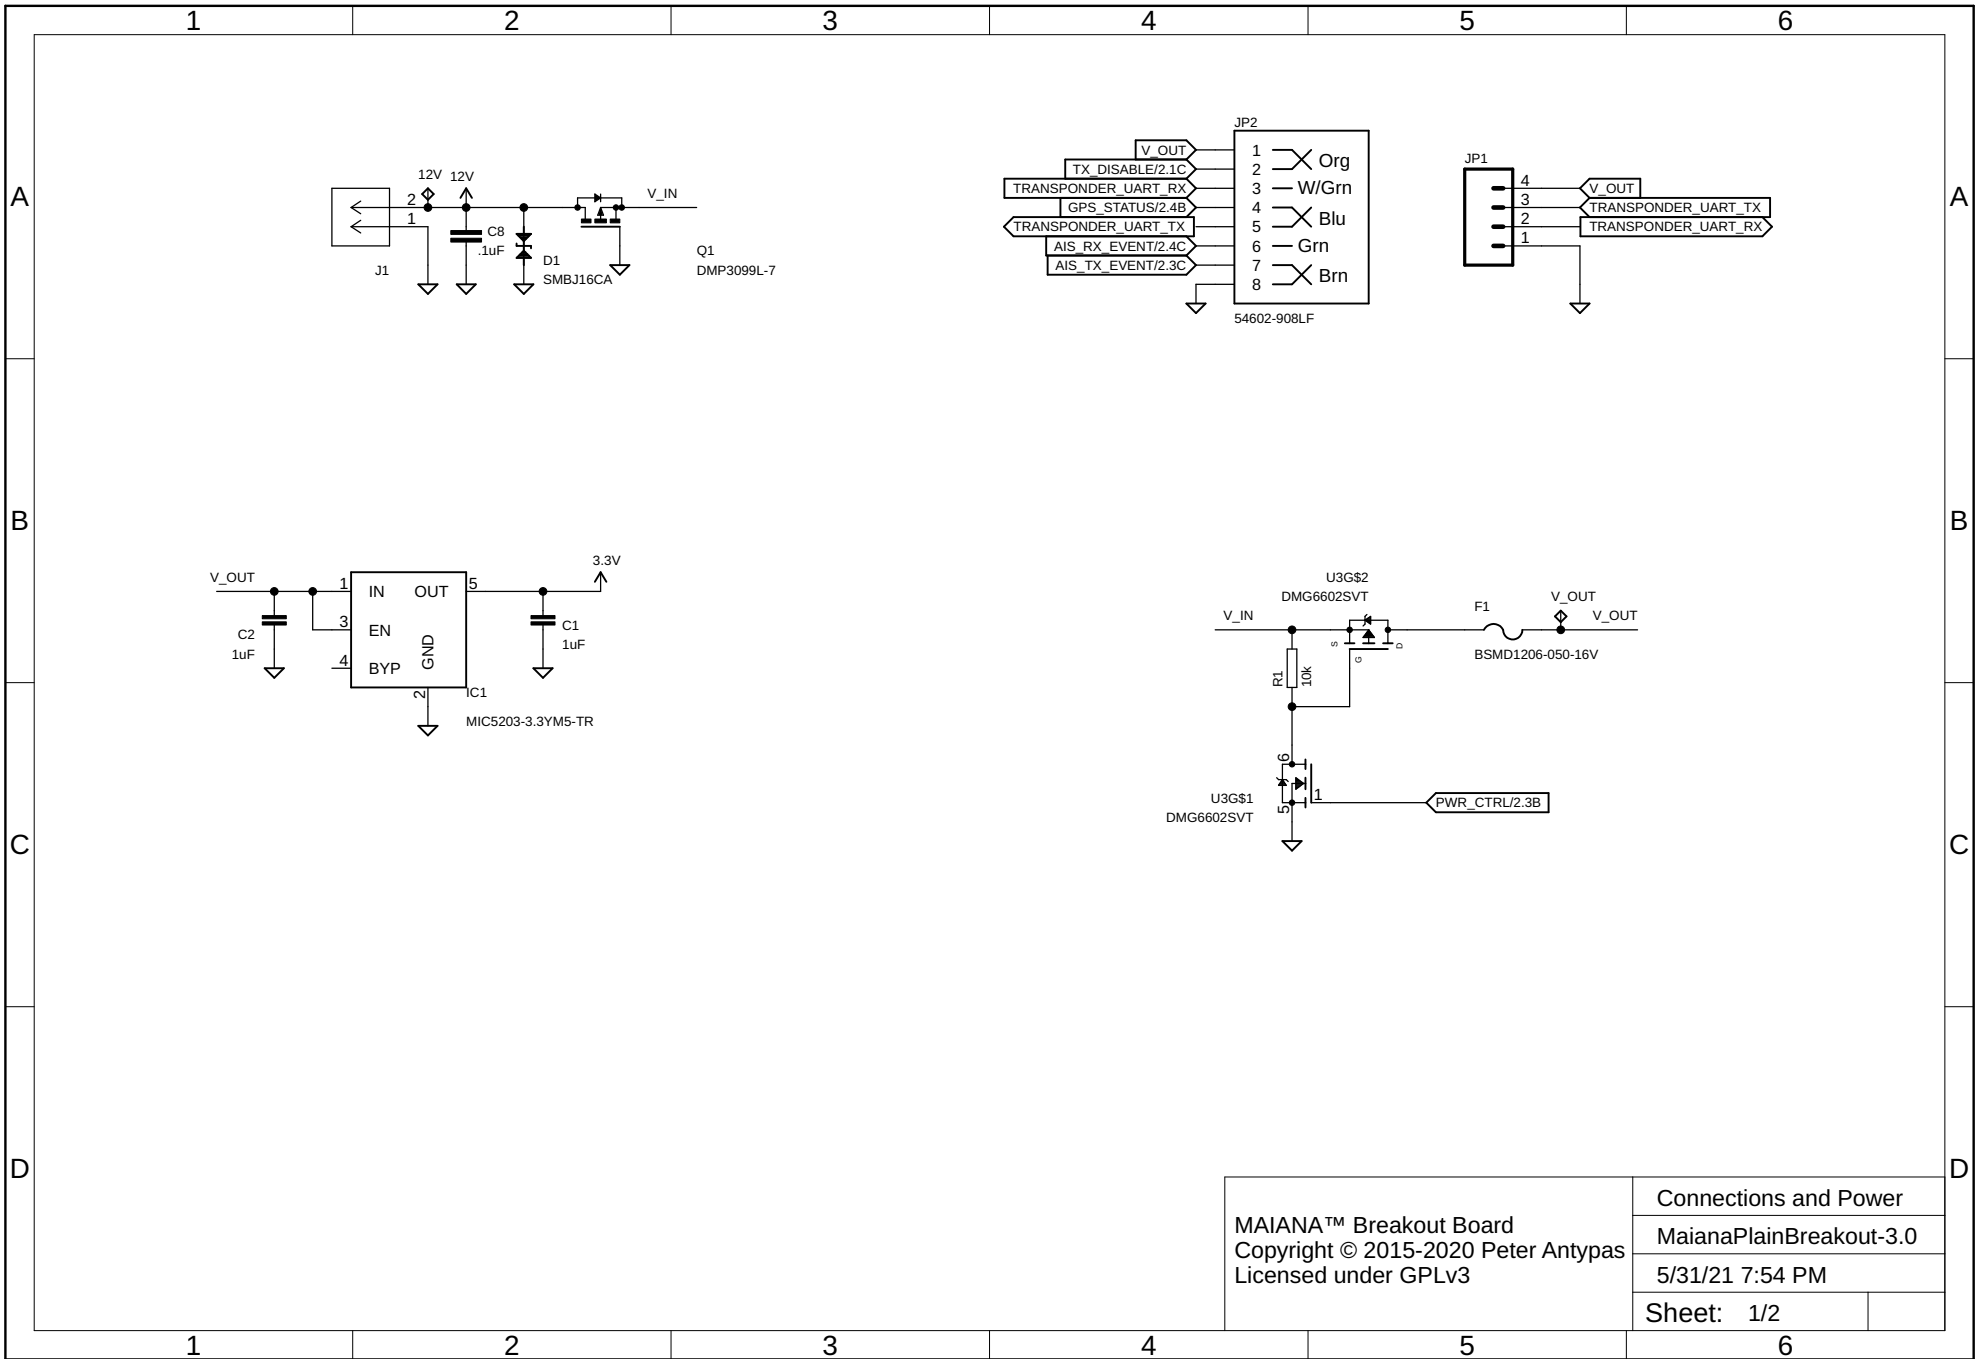 1 2 3 4 5 6
A A
B B
C C
D D
1 2 3 4 5 6
12V 12V
V_IN
2
1
C8
.1uF
D1
SMBJ16CA
J1
Q1
DMP3099L-7
JP2
V_OUT 1
TX_DISABLE/2.1C 2
Org
TRANSPONDER_UART_RX 3 W/Grn
GPS_STATUS/2.4B 4
Blu
TRANSPONDER_UART_TX 5
AIS_RX_EVENT/2.4C 6 Grn
AIS_TX_EVENT/2.3C 7
Brn
8
54602-908LF
JP1
4 V_OUT
3 TRANSPONDER_UART_TX
2 TRANSPONDER_UART_RX
1
3.3V
V_OUT
1 IN OUT 5
3 EN
4 BYP
GND
2
C2
1uF
C1
1uF
IC1
MIC5203-3.3YM5-TR
U3G$2
DMG6602SVT
V_IN
S
G
D
F1
V_OUT
V_OUT
BSMD1206-050-16V
R1
10k
6
5
1
U3G$1
DMG6602SVT
PWR_CTRL/2.3B
MAIANA™ Breakout Board
Copyright © 2015-2020 Peter Antypas
Licensed under GPLv3
Connections and Power
MaianaPlainBreakout-3.0
5/31/21 7:54 PM
Sheet: 1/2